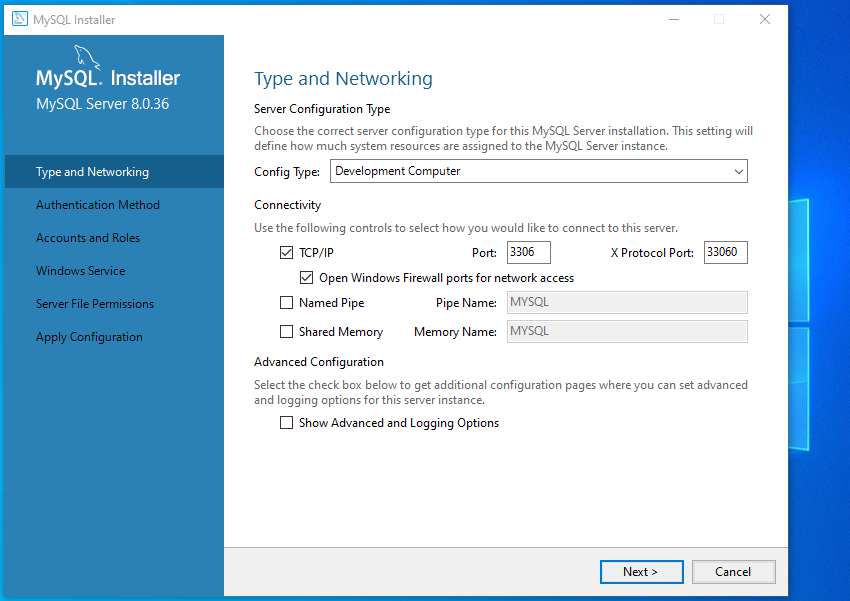 MySQL Installer
MySQL. Installer
MySQL Server 8.0.36
Type and Networking
Authentication Method
Accounts and Roles
Windows Service
Server File Permissions
Apply Configuration
Type and Networking
Server Configuration Type
Choose the correct server configuration type for this MySQL Server installation. This setting will
define how much system resources are assigned to the MySQL Server instance.
Config Type: Development Computer
Connectivity
Use the following controls to select how you would like to connect to this server.
TCP/IP Port: 3306 X Protocol Port: 33060
Open Windows Firewall ports for network access
Named Pipe Pipe Name: MYSQL
Shared Memory Memory Name: MYSQL
Advanced Configuration
Select the check box below to get additional configuration pages where you can set advanced
and logging options for this server instance.
Show Advanced and Logging Options
Next > Cancel